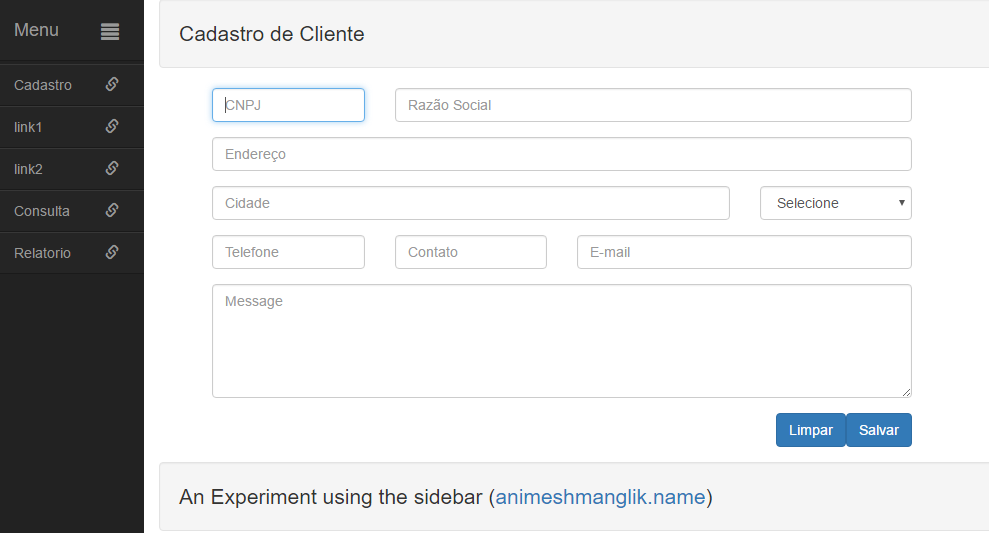 Menu
Cadastro
link1
link2
Consulta
Relatorio
Cadastro de Cliente
CNPJ Razão Social
Endereço
Cidade Selecione
Telefone Contato E-mail
Message
Limpar Salvar
An Experiment using the sidebar (animeshmanglik.name)